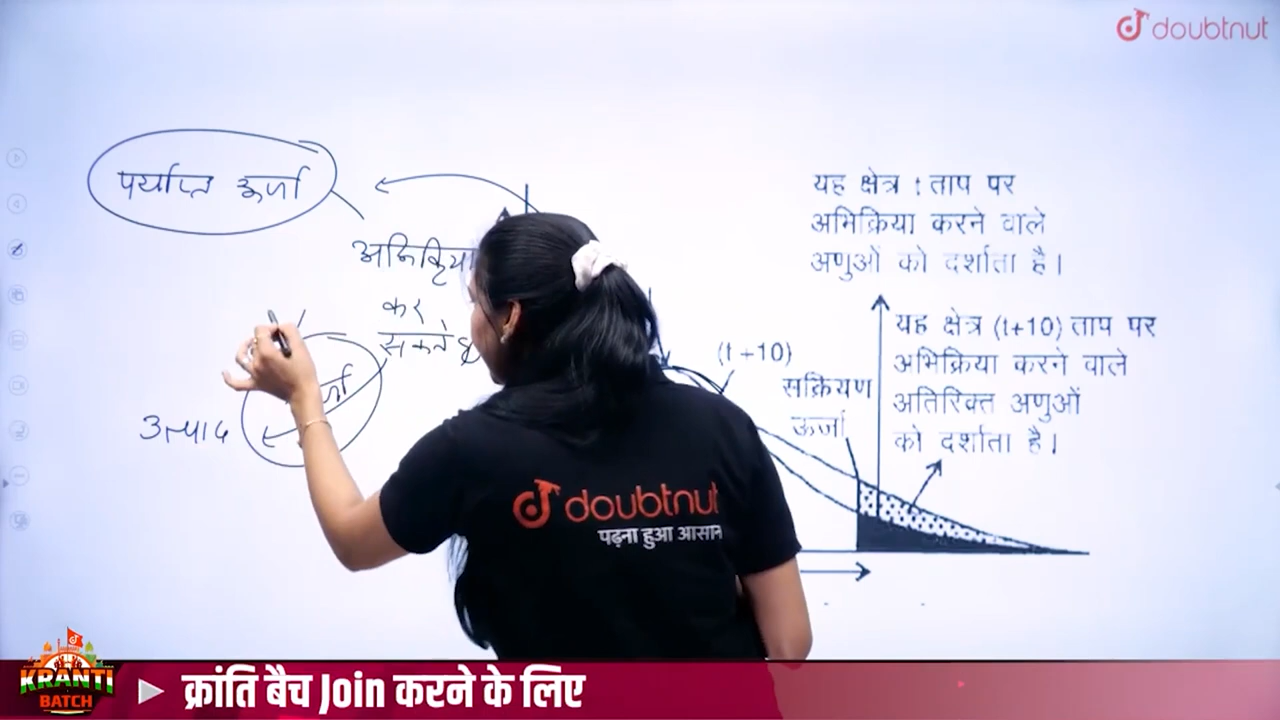 doubtnut
पर्याप्त ऊर्जा
अभिक्रिया
कर
सकते
उत्पाद
यह क्षेत्र t ताप पर
अभिक्रिया करने वाले
अणुओं को दर्शाता है।
यह क्षेत्र (t+10) ताप पर
अभिक्रिया करने वाले
अतिरिक्त अणुओं
को दर्शाता है।
(t+10)
सक्रियण
ऊर्जा
doubtnut
पढ़ना हुआ आसान
KRANTI
BATCH
क्रांति बैच Join करने के लिए